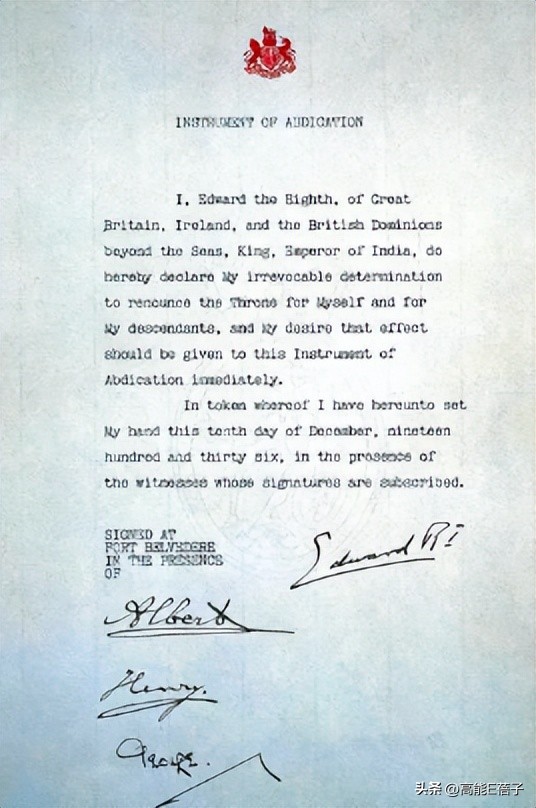 INSTRUMENT OF ABDICATION
I, Edward the Eighth, of Great
Britain, Ireland, and the British Dominions
beyond the Seas, King, Emperor of India, do
hereby declare My irrevocable determination
to renounce the Throne for Myself and for
My descendants, and My desire that effect
should be given to this Instrument of
Abdication immediately.
In token whereof I have hereunto set
My hand this tenth day of December, nineteen
hundred and thirty six, in the presence of
the witnesses whose signatures are subscribed.
SIGNED AT
FORT BELVEDERE
IN THE PRESENCE
OF
Edward RI
Albert
Henry.
George.
头条 @高能E蓓子